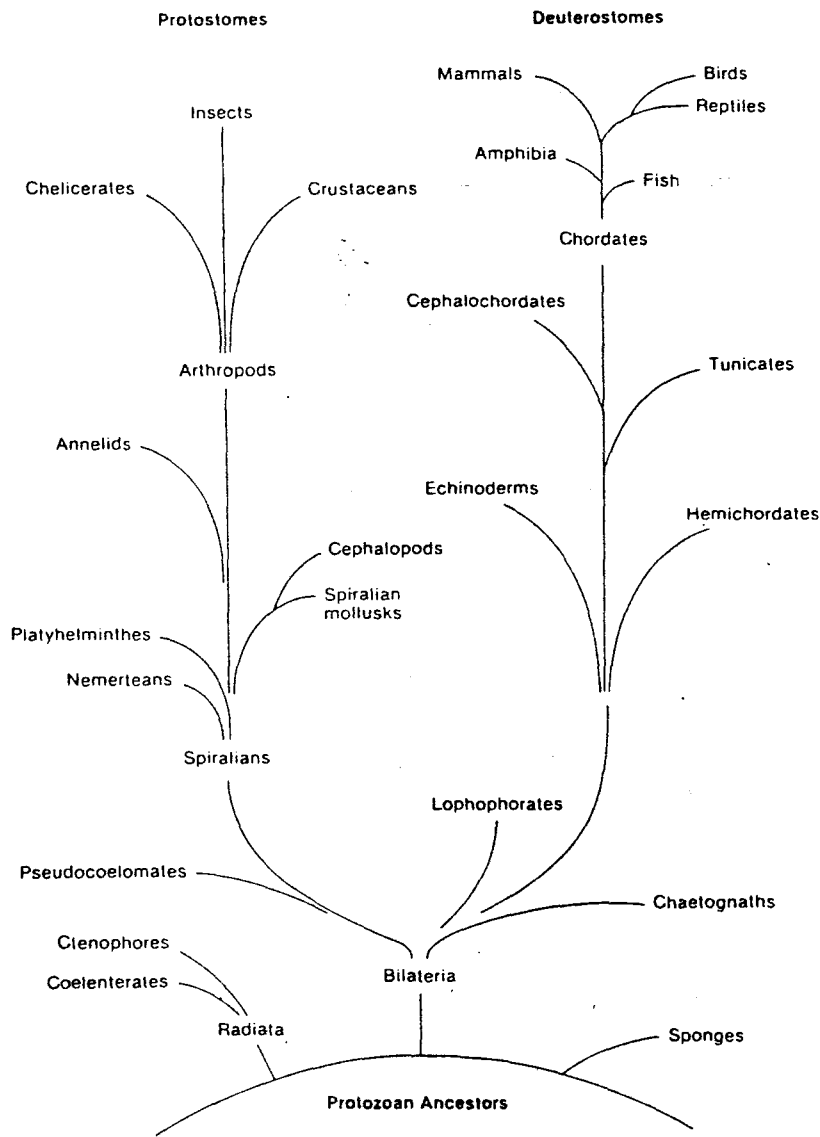 Protostomes
Deuterostomes
Mammals
Birds
Reptiles
Insects
Amphibia
Fish
Chelicerates
Crustaceans
Chordates
Cephalochordates
Arthropods
Tunicates
Annelids
Echinoderms
Hemichordates
Cephalopods
Spiralian
mollusks
Platyhelminthes
Nemerteans
Spiralians
Lophophorates
Pseudocoelomates
Chaetognaths
Ctenophores
Bilateria
Coelenterates
Radiata
Sponges
Protozoan Ancestors